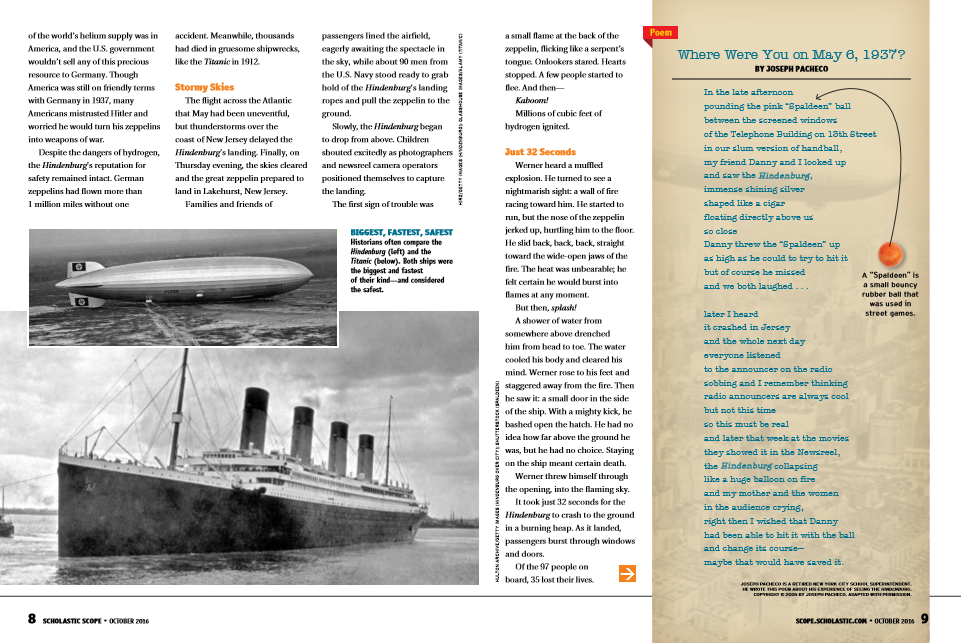 of the world's helium supply was in
America, and the U.S. government
wouldn't sell any of this precious
resource to Germany. Though
America was still on friendly terms
with Germany in 1937, many
Americans mistrusted Hitler and
worried he would turn his zeppelins
into weapons of war.
Despite the dangers of hydrogen,
the Hindenburg's reputation for
safety remained intact. German
zeppelins had flown more than
1 million miles without one
accident. Meanwhile, thousands
had died in gruesome shipwrecks,
like the Titanic in 1912.
Stormy Skies
The flight across the Atlantic
that May had been uneventful,
but thunderstorms over the
coast of New Jersey delayed the
Hindenburg's landing. Finally, on
Thursday evening, the skies cleared
and the great zeppelin prepared to
land in Lakehurst, New Jersey.
Families and friends of
passengers lined the airfield,
eagerly awaiting the spectacle in
the sky, while about 90 men from
the U.S. Navy stood ready to grab
hold of the Hindenburg's landing
ropes and pull the zeppelin to the
ground.
Slowly, the Hindenburg began
to drop from above. Children
shouted excitedly as photographers
and newsreel camera operators
positioned themselves to capture
the landing.
The first sign of trouble was
BIGGEST, FASTEST, SAFEST
Historians often compare the
Hindenburg (left) and the
Titanic (below). Both ships were
the biggest and fastest
of their kind—and considered
the safest.
a small flame at the back of the
zeppelin, flicking like a serpent's
tongue. Onlookers stared. Hearts
stopped. A few people started to
flee. And then—
Kaboom!
Millions of cubic feet of
hydrogen ignited.
Just 32 Seconds
Werner heard a muffled
explosion. He turned to see a
nightmarish sight: a wall of fire
racing toward him. He started to
run, but the nose of the zeppelin
jerked up, hurtling him to the floor.
He slid back, back, back, straight
toward the wide-open jaws of the
fire. The heat was unbearable; he
felt certain he would burst into
flames at any moment.
But then, splash!
A shower of water from
somewhere above drenched
him from head to toe. The water
cooled his body and cleared his
mind. Werner rose to his feet and
staggered away from the fire. Then
he saw it: a small door in the side
of the ship. With a mighty kick, he
bashed open the hatch. He had no
idea how far above the ground he
was, but he had no choice. Staying
on the ship meant certain death.
Werner threw himself through
the opening, into the flaming sky.
It took just 32 seconds for the
Hindenburg to crash to the ground
in a burning heap. As it landed,
passengers burst through windows
and doors.
Of the 97 people on
board, 35 lost their lives.
Poem
Where Were You on May 6, 1937?
BY JOSEPH PACHECO
In the late afternoon
pounding the pink "Spaldeen" ball
between the screened windows
of the Telephone Building on 13th Street
in our slum version of handball,
my friend Danny and I looked up
and saw the Hindenburg,
immense shining silver
shaped like a cigar
floating directly above us
so close
Danny threw the "Spaldeen" up
as high as he could to try to hit it
but of course he missed
and we both laughed . . .
later I heard
it crashed in Jersey
and the whole next day
everyone listened
to the announcer on the radio
sobbing and I remember thinking
radio announcers are always cool
but not this time
so this must be real
and later that week at the movies
they showed it in the Newsreel,
the Hindenburg collapsing
like a huge balloon on fire
and my mother and the women
in the audience crying,
right then I wished that Danny
had been able to hit it with the ball
and change its course—
maybe that would have saved it.
A "Spaldeen" is
a small bouncy
rubber ball that
was used in
street games.
JOSEPH PACHECO IS A RETIRED NEW YORK CITY SCHOOL SUPERINTENDENT.
HE WROTE THIS POEM ABOUT HIS EXPERIENCE OF SEEING THE HINDENBURG.
COPYRIGHT © 2005 BY JOSEPH PACHECO. ADAPTED WITH PERMISSION.
8 SCHOLASTIC SCOPE • OCTOBER 2016
SCOPE.SCHOLASTIC.COM • OCTOBER 2016 9